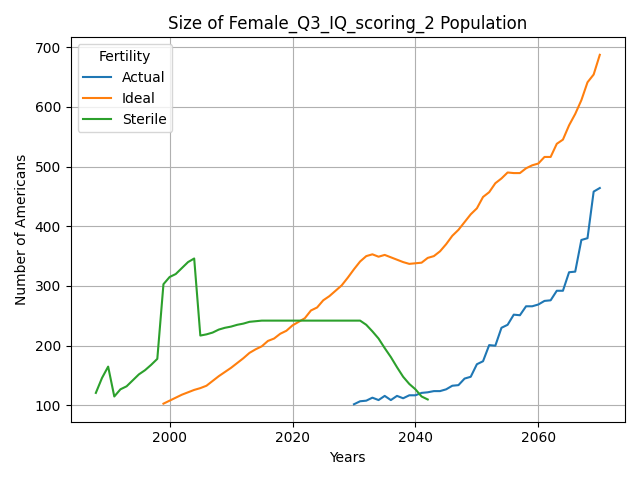 Size of Female_Q3_IQ_scoring_2 Population
Fertility
Actual
Ideal
Sterile
Number of Americans
700
600
500
400
300
200
100
2000
2020
2040
2060
Years